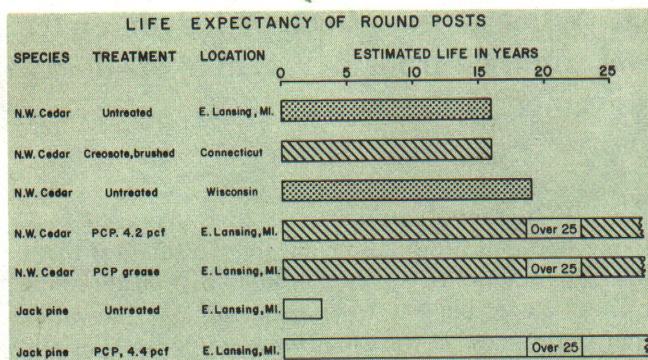 LIFE EXPECTANCY OF ROUND POSTS
SPECIES TREATMENT LOCATION ESTIMATED LIFE IN YEARS
0 5 10 15 20 25
N.W. Cedar Untreated E. Lansing, MI.
N.W. Cedar Creosote, brushed Connecticut
N.W. Cedar Untreated Wisconsin
N.W. Cedar PCP. 4.2 pcf E. Lansing, MI. Over 25
N.W. Cedar PCP grease E. Lansing, MI. Over 25
Jack pine Untreated E. Lansing, MI.
Jack pine PCP, 4.4 pcf E. Lansing, MI. Over 25